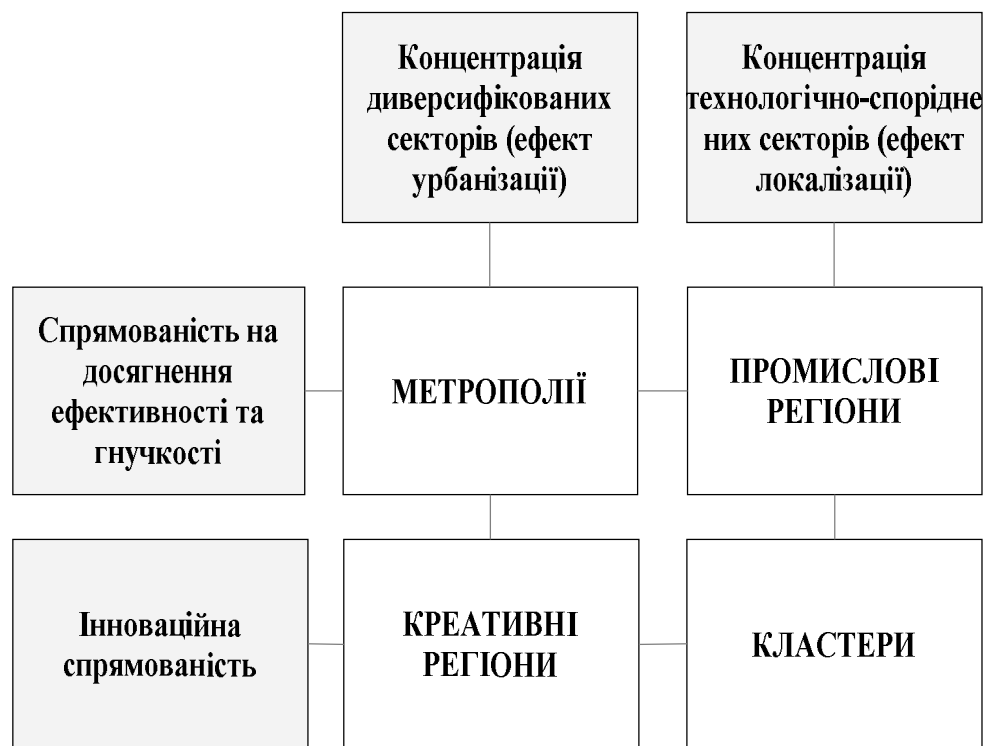 Концентрація
диверсифікованих
секторів (ефект
урбанізації)
Концентрація
технологічно-спорідне
них секторів (ефект
локалізації)
Спрямованість на
досягнення
ефективності та
гнучкості
МЕТРОПОЛІЇ
ПРОМИСЛОВІ
РЕГІОНИ
Інноваційна
спрямованість
КРЕАТИВНІ
РЕГІОНИ
КЛАСТЕРИ